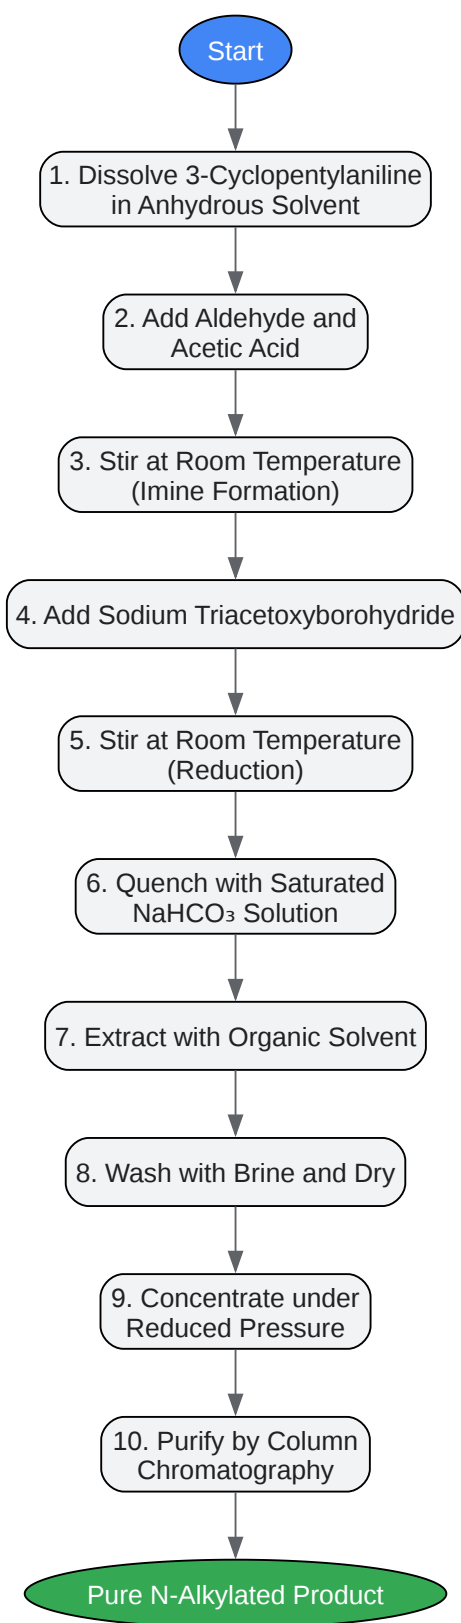 Start
1. Dissolve 3-Cyclopentylaniline
in Anhydrous Solvent
2. Add Aldehyde and
Acetic Acid
3. Stir at Room Temperature
(Imine Formation)
4. Add Sodium Triacetoxyborohydride
5. Stir at Room Temperature
(Reduction)
6. Quench with Saturated
NaHCO₃ Solution
7. Extract with Organic Solvent
8. Wash with Brine and Dry
9. Concentrate under
Reduced Pressure
10. Purify by Column
Chromatography
Pure N-Alkylated Product